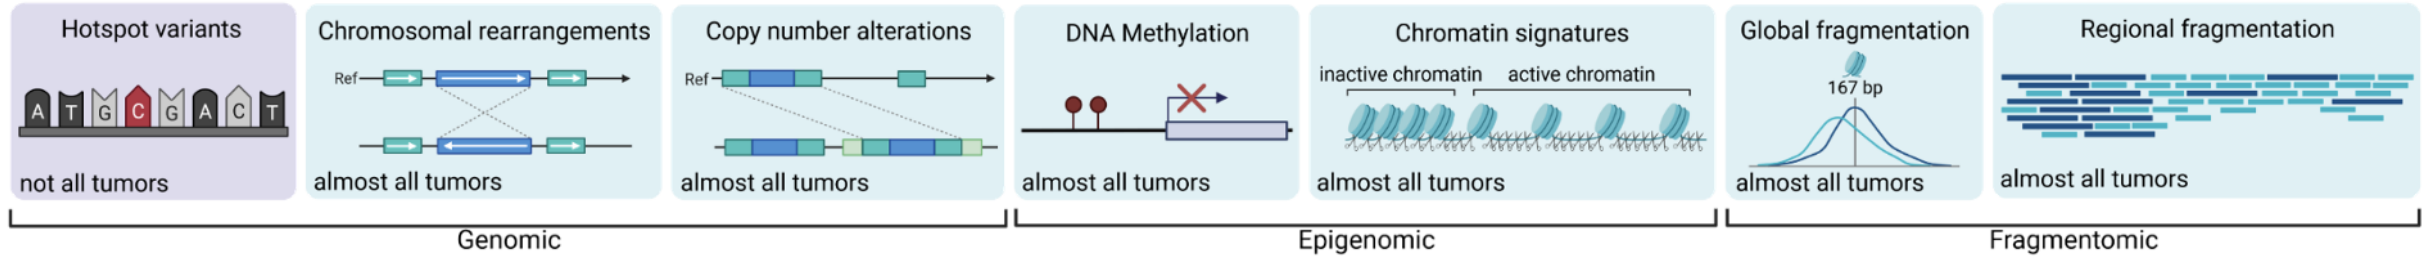 Hotspot variants
A T G C G A C T
not all tumors
Chromosomal rearrangements
Ref
almost all tumors
Copy number alterations
Ref
almost all tumors
DNA Methylation
almost all tumors
Chromatin signatures
inactive chromatin
active chromatin
almost all tumors
Global fragmentation
167 bp
almost all tumors
Regional fragmentation
almost all tumors
Genomic
Epigenomic
Fragmentomic